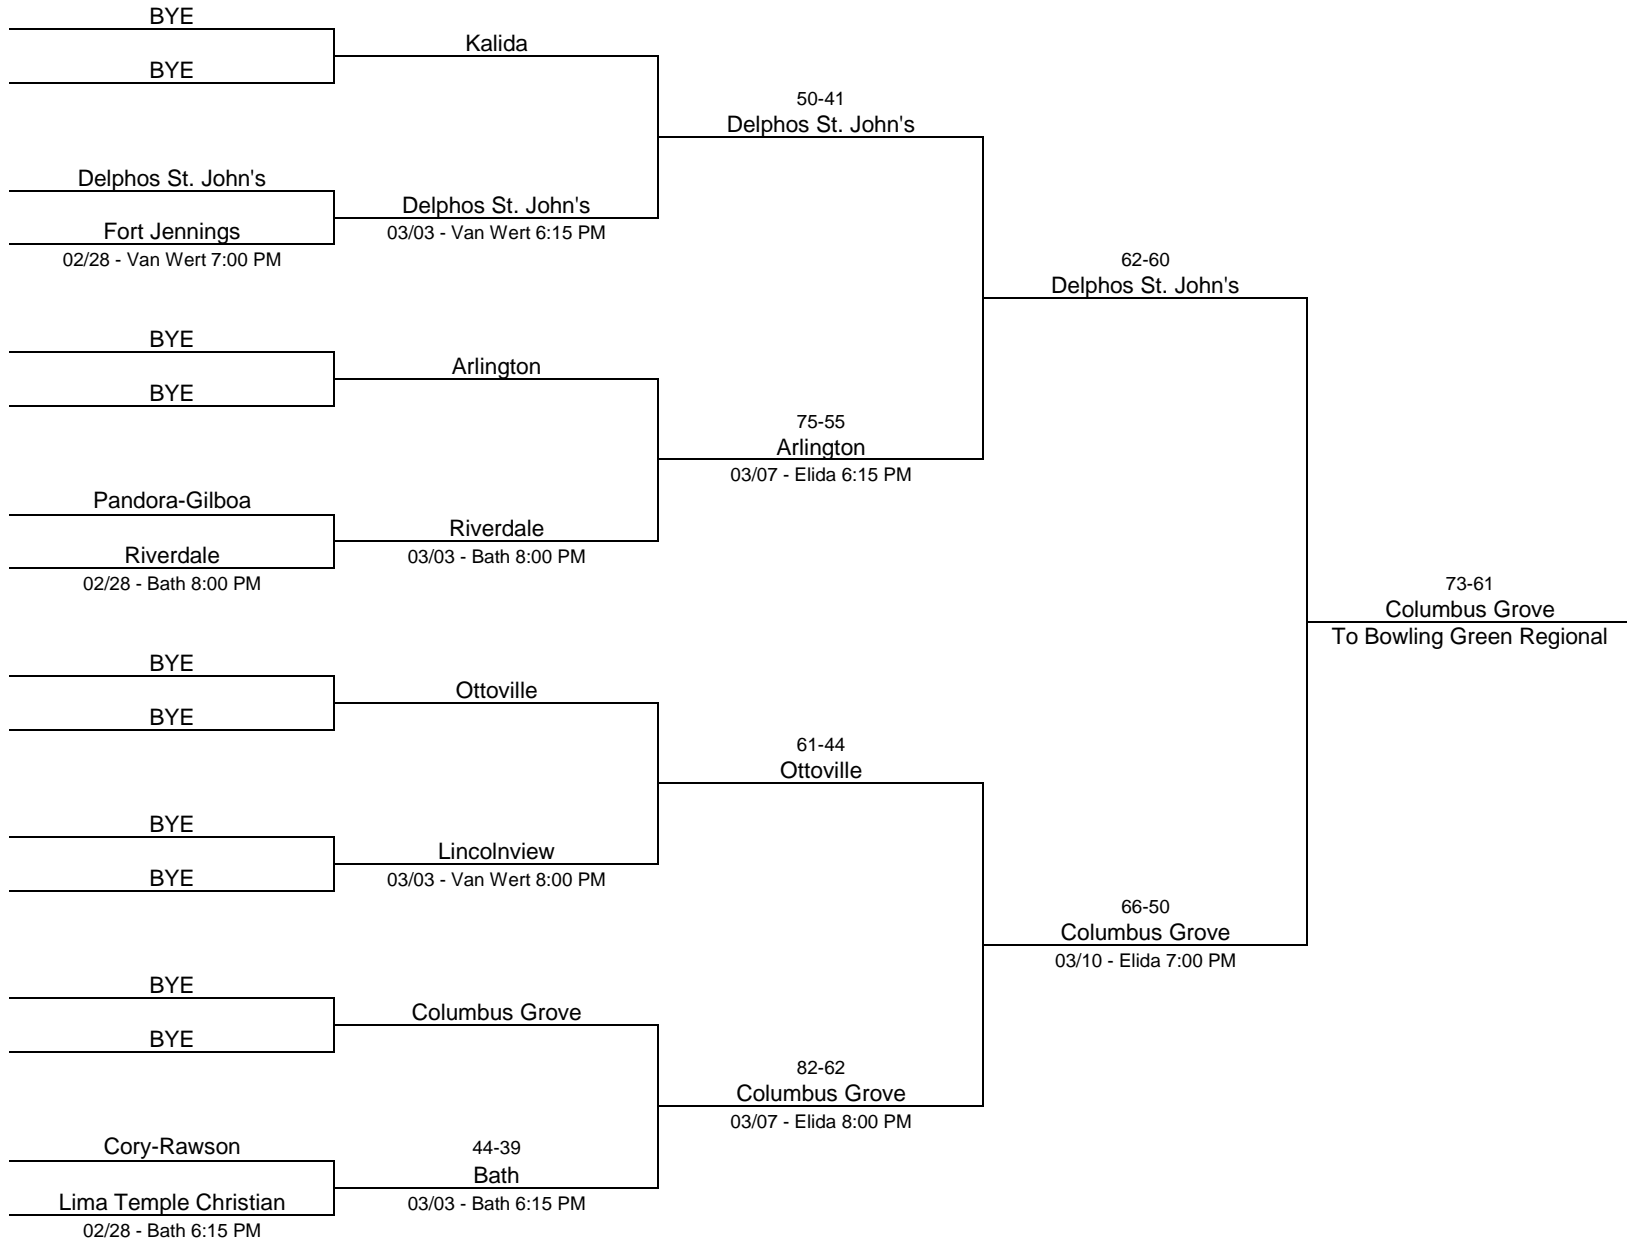 BYE
BYE
Kalida
Delphos St. John's
Fort Jennings
02/28 - Van Wert 7:00 PM
Delphos St. John's
03/03 - Van Wert 6:15 PM
50-41
Delphos St. John's
BYE
BYE
Arlington
Pandora-Gilboa
Riverdale
02/28 - Bath 8:00 PM
Riverdale
03/03 - Bath 8:00 PM
75-55
Arlington
03/07 - Elida 6:15 PM
62-60
Delphos St. John's
BYE
BYE
Ottoville
BYE
BYE
Lincolnview
03/03 - Van Wert 8:00 PM
61-44
Ottoville
BYE
BYE
Columbus Grove
Cory-Rawson
Lima Temple Christian
02/28 - Bath 6:15 PM
44-39
Bath
03/03 - Bath 6:15 PM
82-62
Columbus Grove
03/07 - Elida 8:00 PM
66-50
Columbus Grove
03/10 - Elida 7:00 PM
73-61
Columbus Grove
To Bowling Green Regional